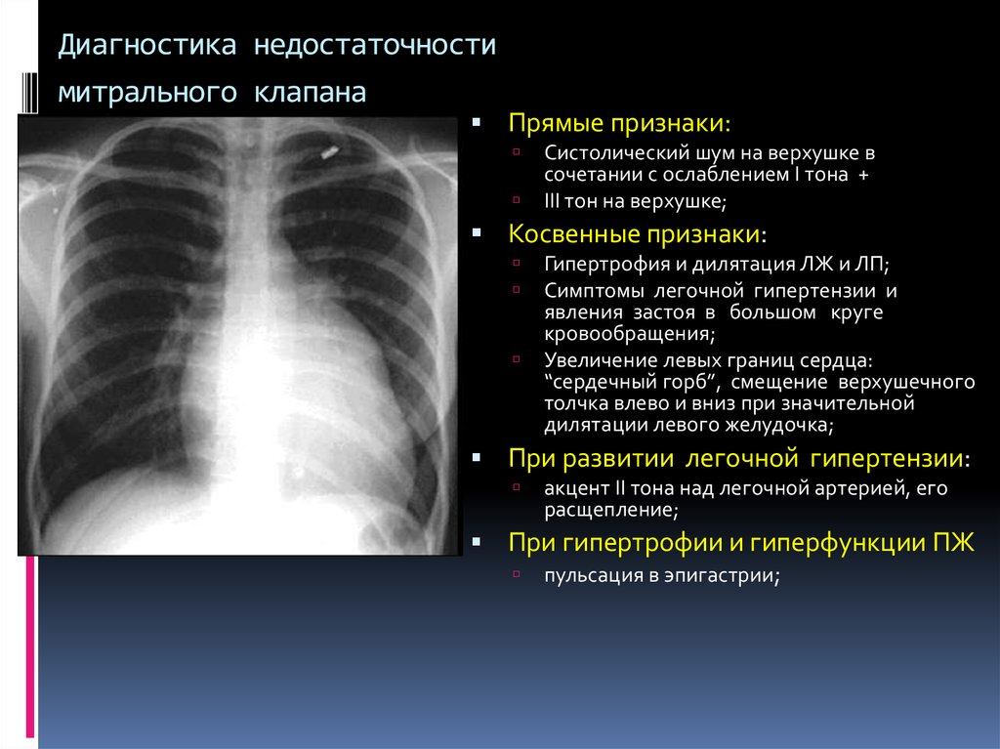 Диагностика недостаточности
митрального клапана
▪ Прямые признаки:
▫ Систолический шум на верхушке в
сочетании с ослаблением I тона +
▫ III тон на верхушке;
▪ Косвенные признаки:
▫ Гипертрофия и дилятация ЛЖ и ЛП;
▫ Симптомы легочной гипертензии и
явления застоя в большом круге
кровообращения;
▫ Увеличение левых границ сердца:
“сердечный горб”, смещение верхушечного
толчка влево и вниз при значительной
дилятации левого желудочка;
▪ При развитии легочной гипертензии:
▫ акцент II тона над легочной артерией, его
расщепление;
▪ При гипертрофии и гиперфункции ПЖ
▫ пульсация в эпигастрии;